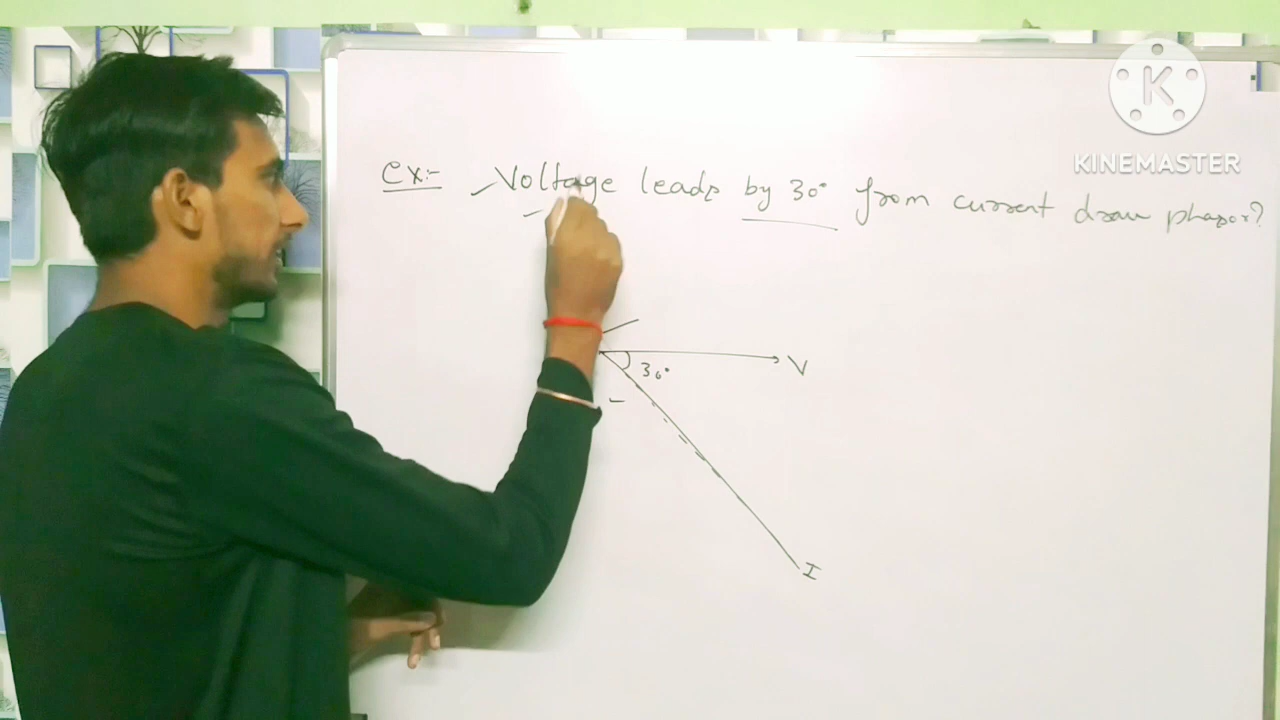 K
KINEMASTER
Ex:- Voltage leads by 30° from current draw phasor?
V
30°
I